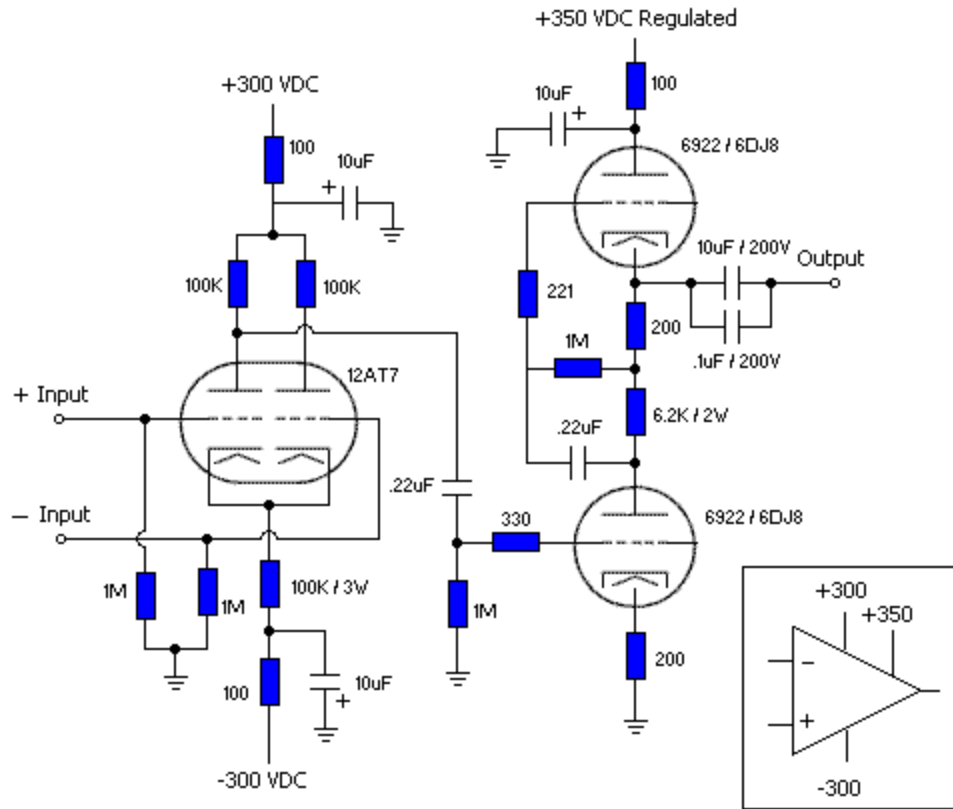 +350 VDC Regulated
+300 VDC
100
10uF
+
6922 / 6DJ8
100
10uF
+
10uF / 200V
Output
100K
100K
221
200
.1uF / 200V
1M
12AT7
+ Input
6.2K / 2W
.22uF
.22uF
6922 / 6DJ8
— Input
330
1M
1M
100K / 3W
1M
200
100
10uF
+
-300 VDC
+300
+350
−
+
-300